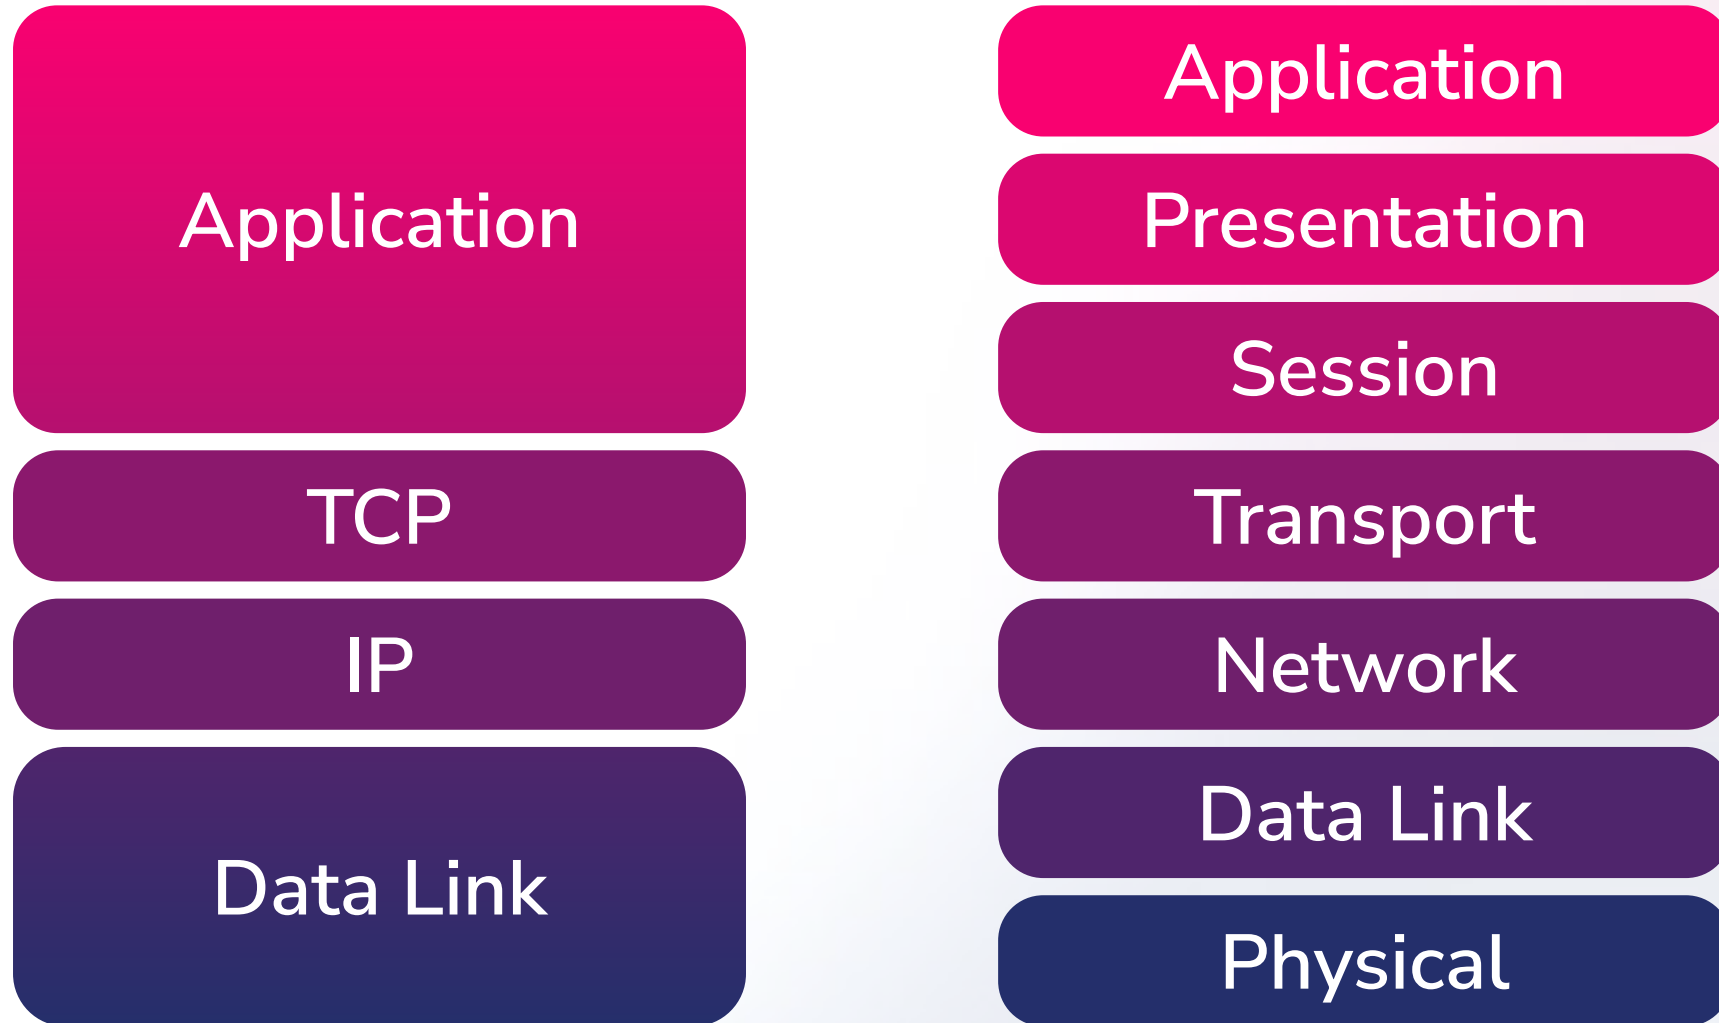 Application
TCP
IP
Data Link
Application
Presentation
Session
Transport
Network
Data Link
Physical